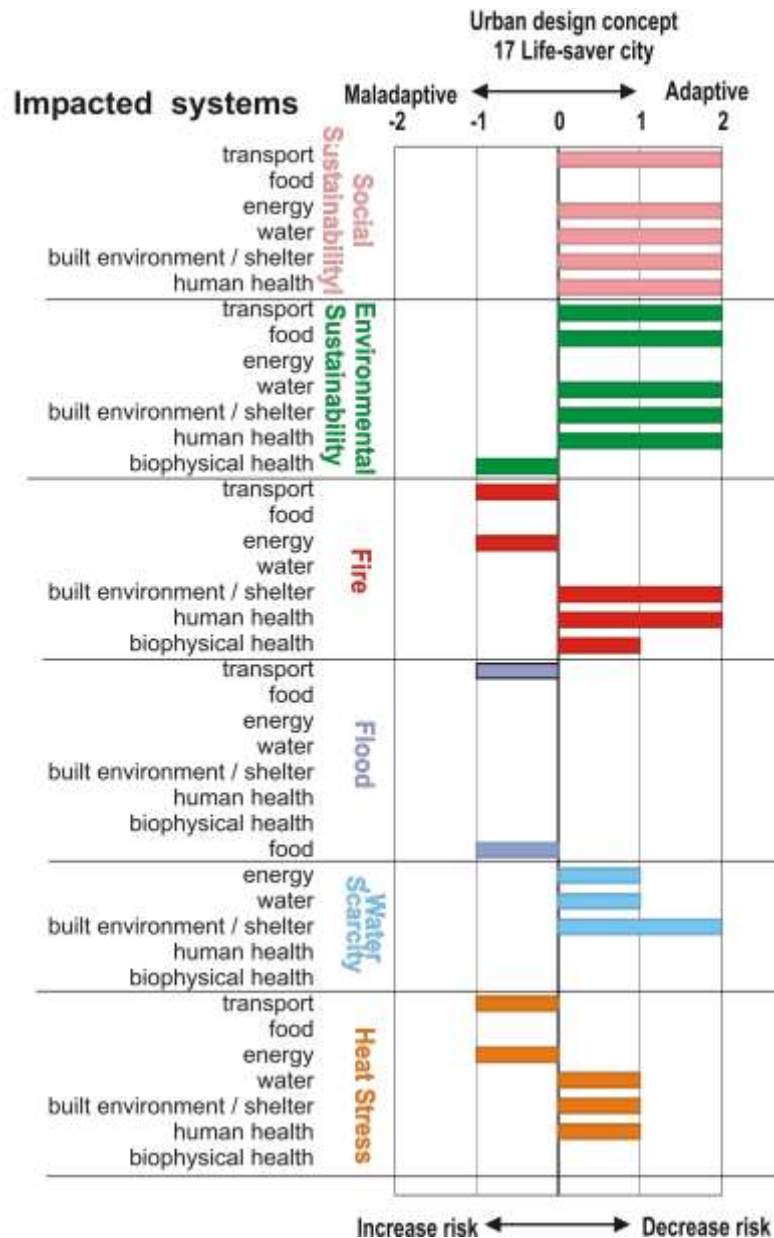 Urban design concept
17 Life-saver city
Impacted systems
Maladaptive Adaptive
-2 -1 0 1 2
transport
food
energy
water
built environment / shelter
human health
Social
Sustainability
transport
food
energy
water
built environment / shelter
human health
biophysical health
Environmental
Sustainability
transport
food
energy
water
built environment / shelter
human health
biophysical health
Fire
transport
food
energy
water
built environment / shelter
human health
biophysical health
food
Flood
energy
water
built environment / shelter
human health
biophysical health
Water
Scarcity
transport
food
energy
water
built environment / shelter
human health
biophysical health
Heat Stress
Increase risk Decrease risk